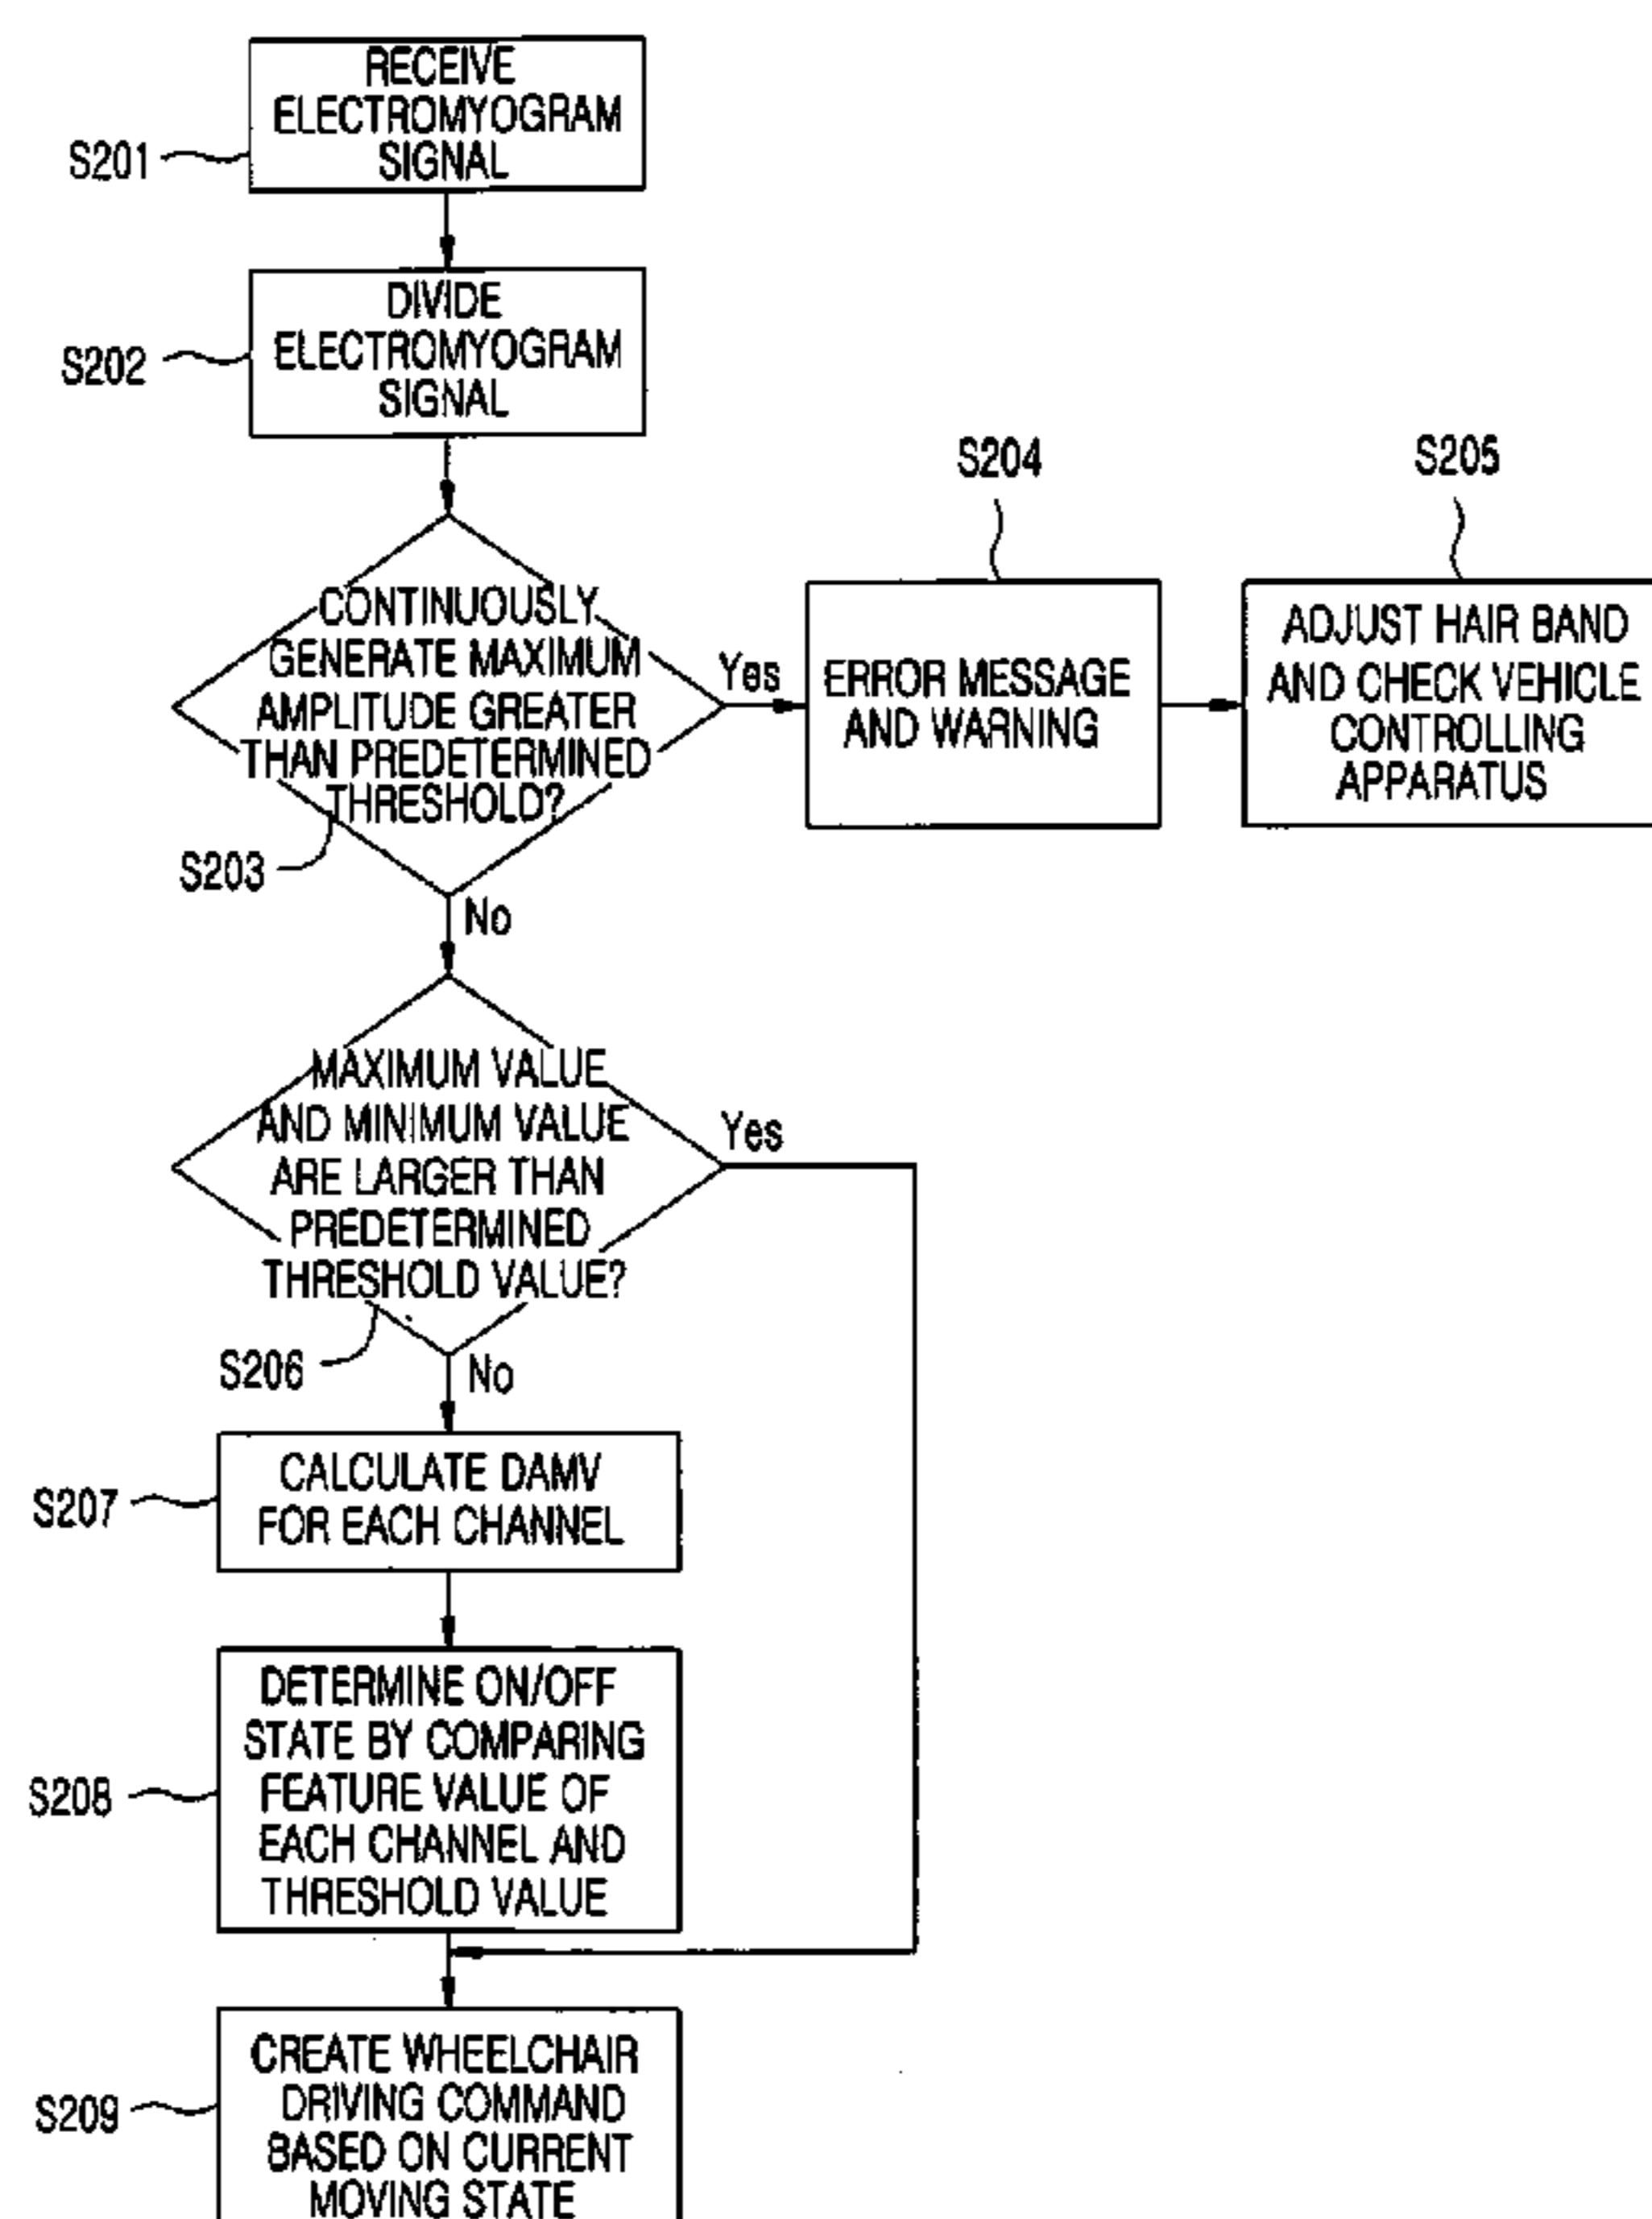 RECEIVE
ELECTROMYOGRAM
SIGNAL
S201
DIVIDE
ELECTROMYOGRAM
SIGNAL
S202
CONTINUOUSLY
GENERATE MAXIMUM
AMPLITUDE GREATER
THAN PREDETERMINED
THRESHOLD?
S203
Yes
No
S204
ERROR MESSAGE
AND WARNING
S205
ADJUST HAIR BAND
AND CHECK VEHICLE
CONTROLLING
APPARATUS
MAXIMUM VALUE
AND MINIMUM VALUE
ARE LARGER THAN
PREDETERMINED
THRESHOLD VALUE?
S206
Yes
No
CALCULATE DAMV
FOR EACH CHANNEL
S207
DETERMINE ON/OFF
STATE BY COMPARING
FEATURE VALUE OF
EACH CHANNEL AND
THRESHOLD VALUE
S208
CREATE WHEELCHAIR
DRIVING COMMAND
BASED ON CURRENT
MOVING STATE
S209